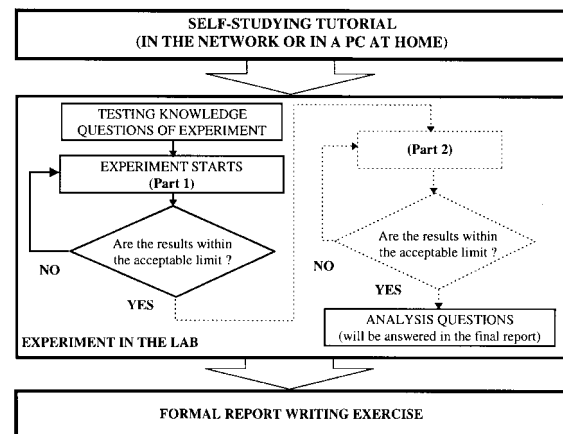 SELF-STUDYING TUTORIAL
(IN THE NETWORK OR IN A PC AT HOME)
TESTING KNOWLEDGE
QUESTIONS OF EXPERIMENT
EXPERIMENT STARTS
(Part 1)
Are the results within
the acceptable limit ?
NO
YES
(Part 2)
Are the results within
the acceptable limit ?
NO
YES
ANALYSIS QUESTIONS
(will be answered in the final report)
EXPERIMENT IN THE LAB
FORMAL REPORT WRITING EXERCISE